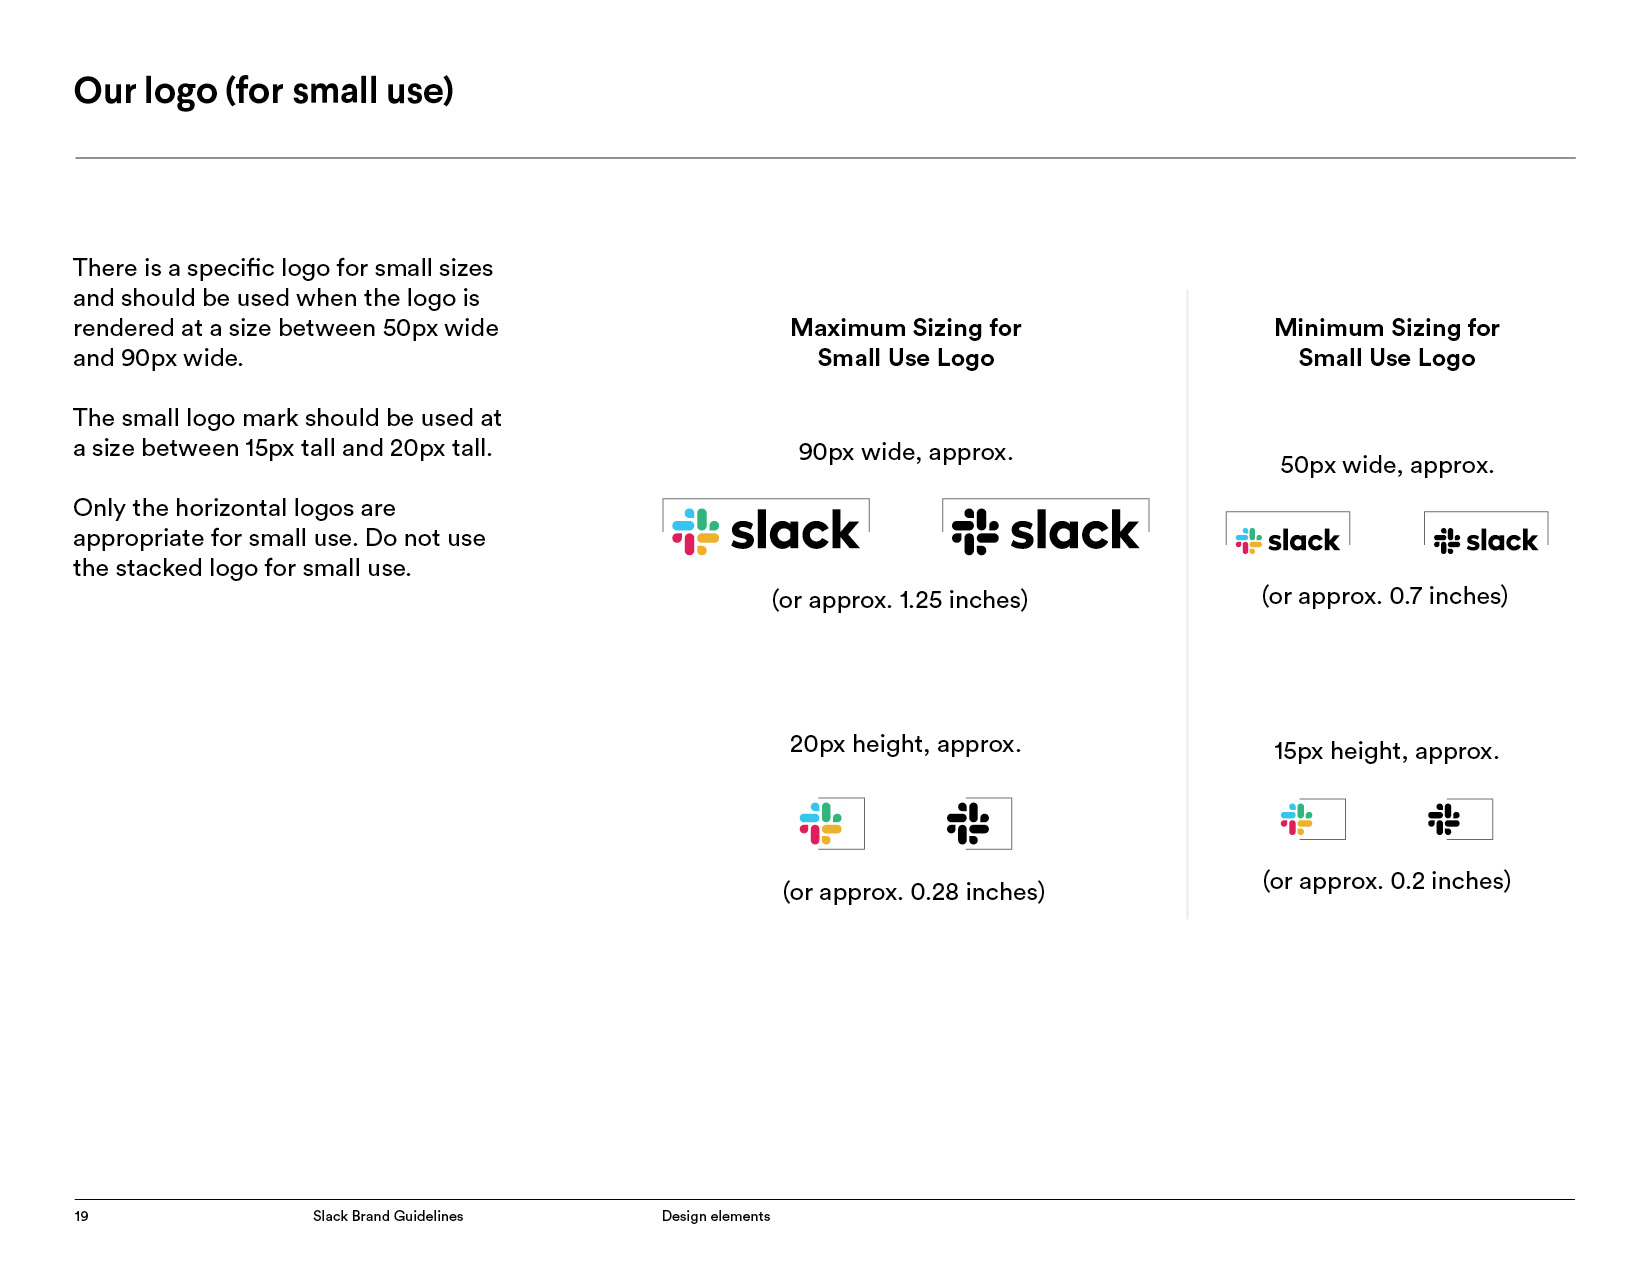 Our logo (for small use)
There is a specific logo for small sizes
and should be used when the logo is
rendered at a size between 50px wide
and 90px wide.
The small logo mark should be used at
a size between 15px tall and 20px tall.
Only the horizontal logos are
appropriate for small use. Do not use
the stacked logo for small use.
Maximum Sizing for
Small Use Logo
90px wide, approx.
slack
slack
(or approx. 1.25 inches)
20px height, approx.
(or approx. 0.28 inches)
Minimum Sizing for
Small Use Logo
50px wide, approx.
slack
slack
(or approx. 0.7 inches)
15px height, approx.
(or approx. 0.2 inches)
19
Slack Brand Guidelines
Design elements